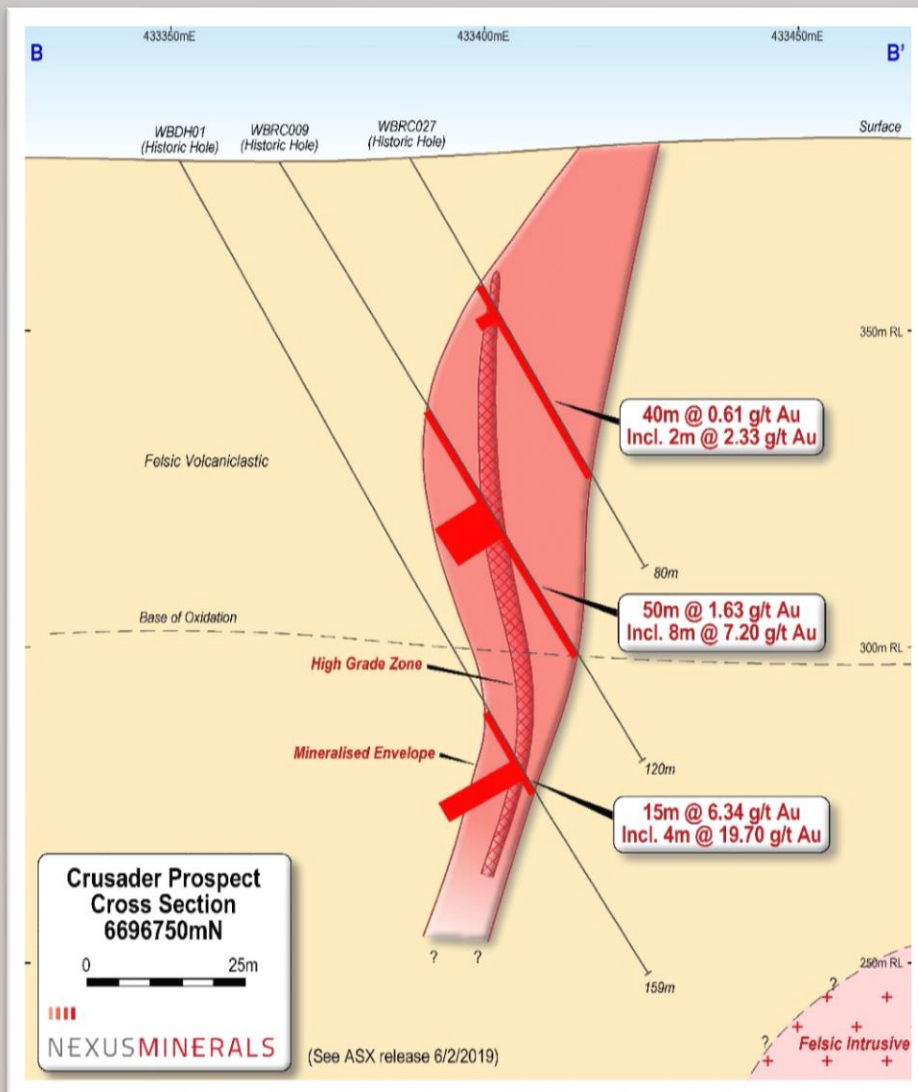 433350mE
433400mE
433450mE
B
B'
WBDH01
(Historic Hole)
WBRC009
(Historic Hole)
WBRC027
(Historic Hole)
Surface
350m RL
40m @ 0.61 g/t Au
Incl. 2m @ 2.33 g/t Au
Felsic Volcaniclastic
80m
50m @ 1.63 g/t Au
Incl. 8m @ 7.20 g/t Au
Base of Oxidation
300m RL
High Grade Zone
Mineralised Envelope
120m
15m @ 6.34 g/t Au
Incl. 4m @ 19.70 g/t Au
Crusader Prospect
Cross Section
6696750mN
0
25m
? ?
250m RL
159m
?
?
Felsic Intrusive
NEXUSMINERALS
(See ASX release 6/2/2019)